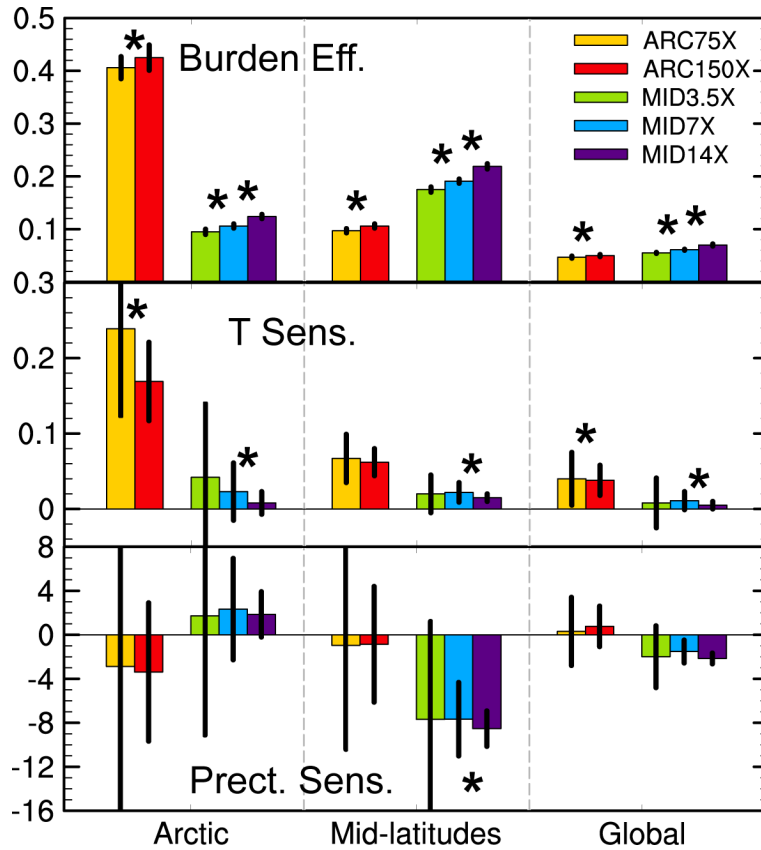 0.5
0.4
0.3
0.2
0.1
0.3
Burden Eff.
* * * * * * * * *
ARC75X
ARC150X
MID3.5X
MID7X
MID14X
0.2
0.1
0
T Sens.
* * * * *
8
4
0
-4
-8
-12
-16
Prect. Sens.
*
Arctic Mid-latitudes Global